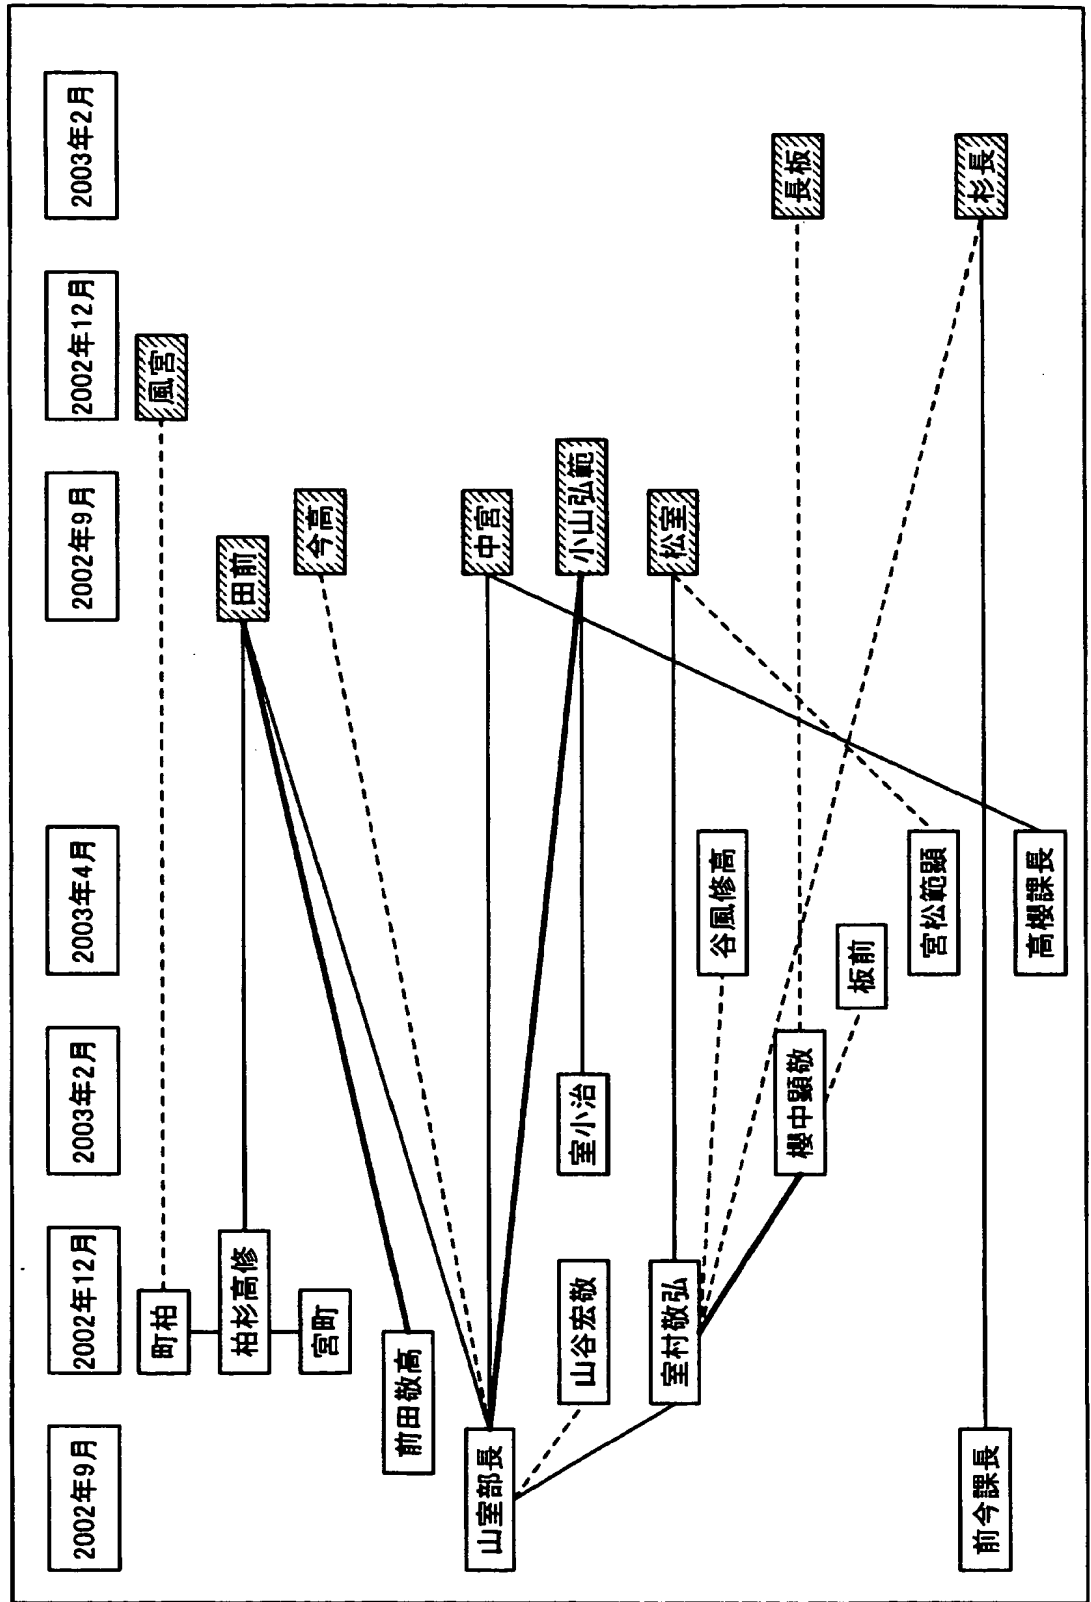 2002年9月
2002年12月
2003年2月
2003年4月
2002年9月
2002年12月
2003年2月
町柏
風宮
柏杉高修
田前
宮町
今高
前田敬高
山室部長
中宮
山谷宏敬
室小治
小山弘範
室村敬弘
松室
谷風修高
櫻中顕敬
長板
板前
宮松範顕
前今課長
杉長
高櫻課長